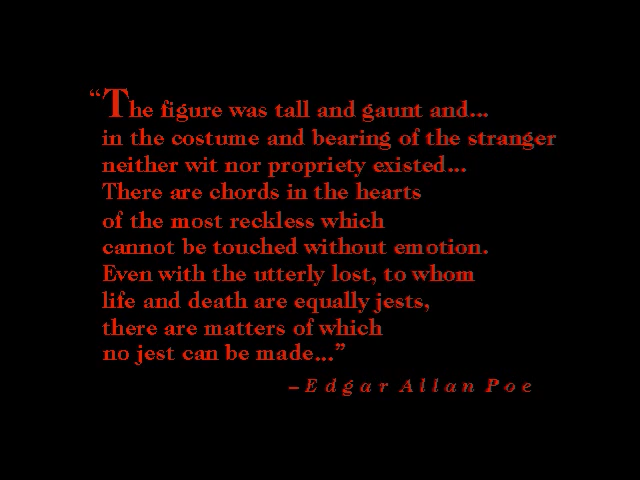 “The figure was tall and gaunt and...
in the costume and bearing of the stranger
neither wit nor propriety existed...
There are chords in the hearts
of the most reckless which
cannot be touched without emotion.
Even with the utterly lost, to whom
life and death are equally jests,
there are matters of which
no jest can be made...”
–Edgar Allan Poe